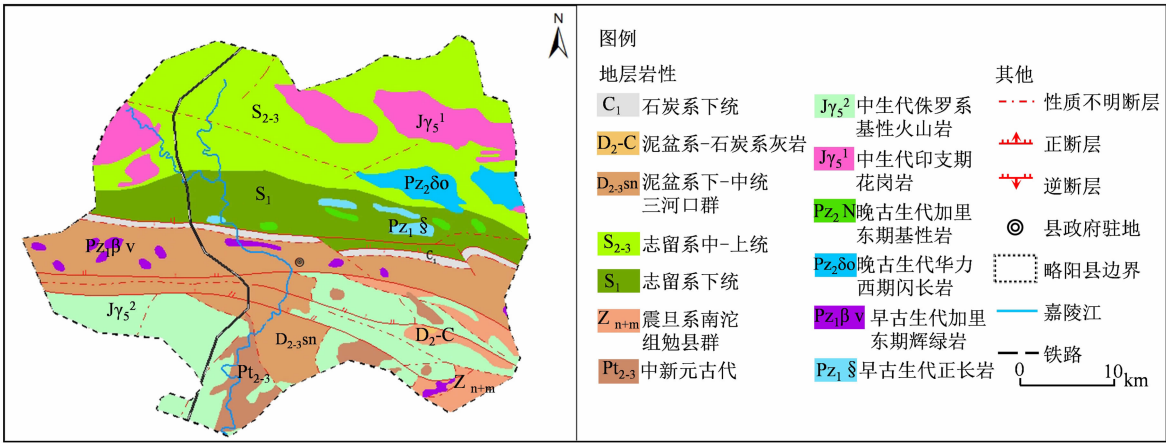 N
S2-3
Jγ5^1
Pz2δo
S1
Pz1 §
Pz1β ν
C1
Jγ5^2
D2-C
D2-3sn
Pt2-3
Z n+m
图例
地层岩性
C1 石炭系下统
D2-C 泥盆系-石炭系灰岩
D2-3sn 泥盆系下-中统
三河口群
S2-3 志留系中-上统
S1 志留系下统
Z n+m 震旦系南沱
组勉县群
Pt2-3 中新元古代
Jγ5^2 中生代侏罗系
基性火山岩
Jγ5^1 中生代印支期
花岗岩
Pz2 N 晚古生代加里
东期基性岩
Pz2δo 晚古生代华力
西期闪长岩
Pz1β ν 早古生代加里
东期辉绿岩
Pz1 § 早古生代正长岩
其他
性质不明断层
正断层
逆断层
县政府驻地
略阳县边界
嘉陵江
铁路
0 10 km